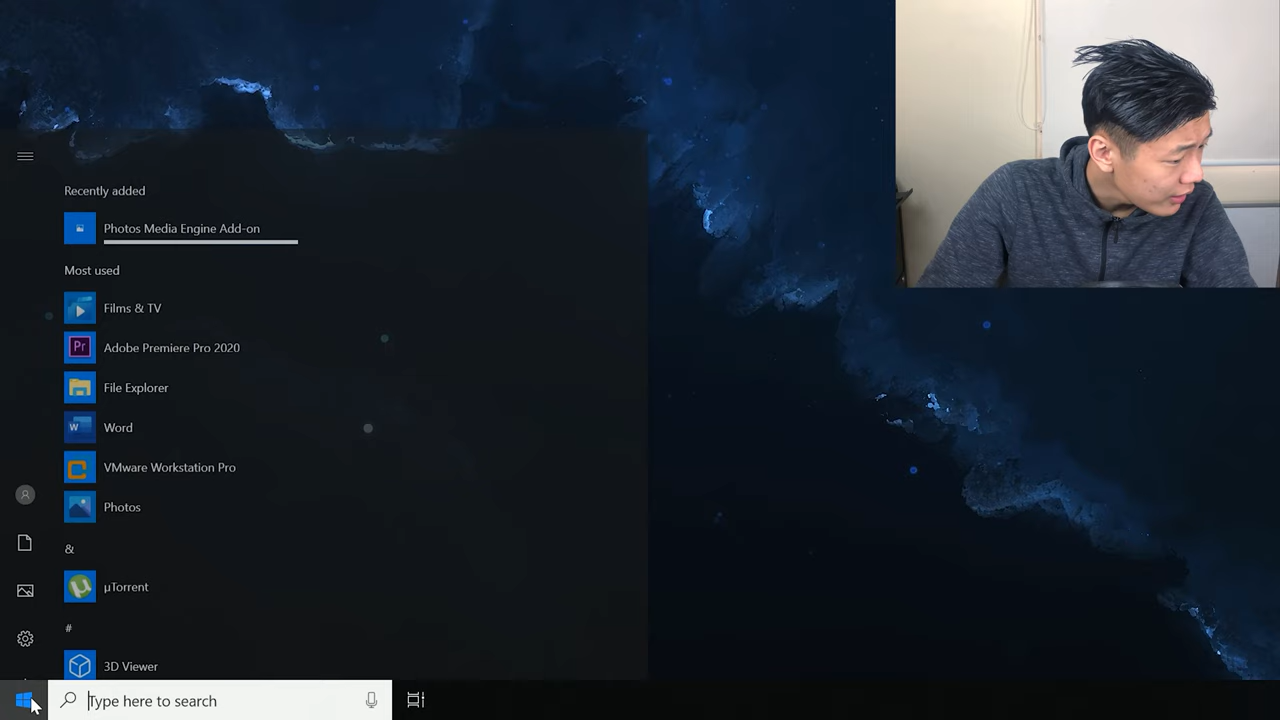 Recently added
Photos Media Engine Add-on
Most used
Films & TV
Pr
Adobe Premiere Pro 2020
File Explorer
W
Word
VMware Workstation Pro
Photos
&
µTorrent
#
3D Viewer
Type here to search